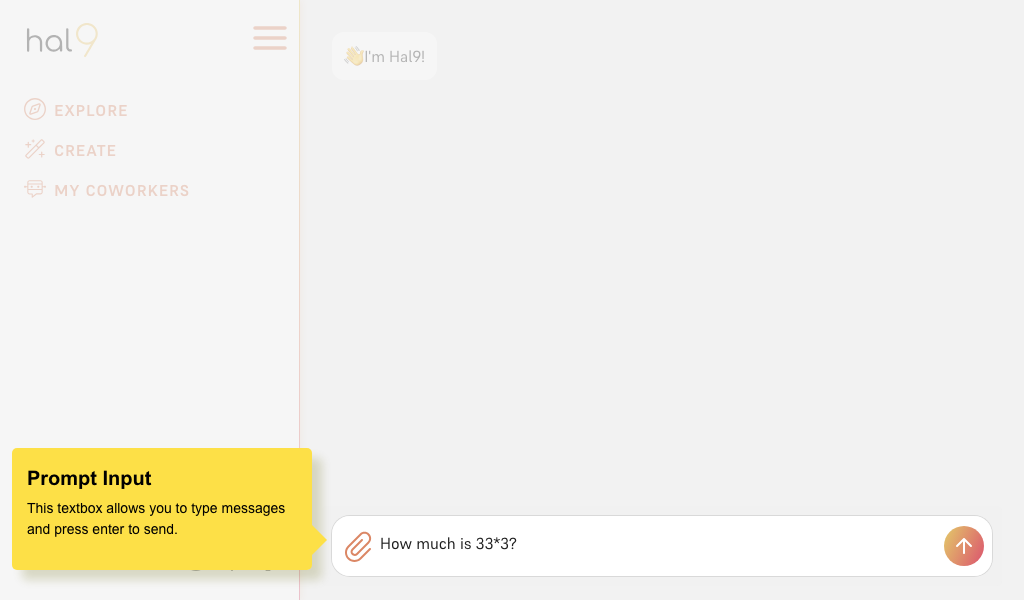 hal9
EXPLORE
CREATE
MY COWORKERS
👋I'm Hal9!
Prompt Input
This textbox allows you to type messages
and press enter to send.
How much is 33*3?